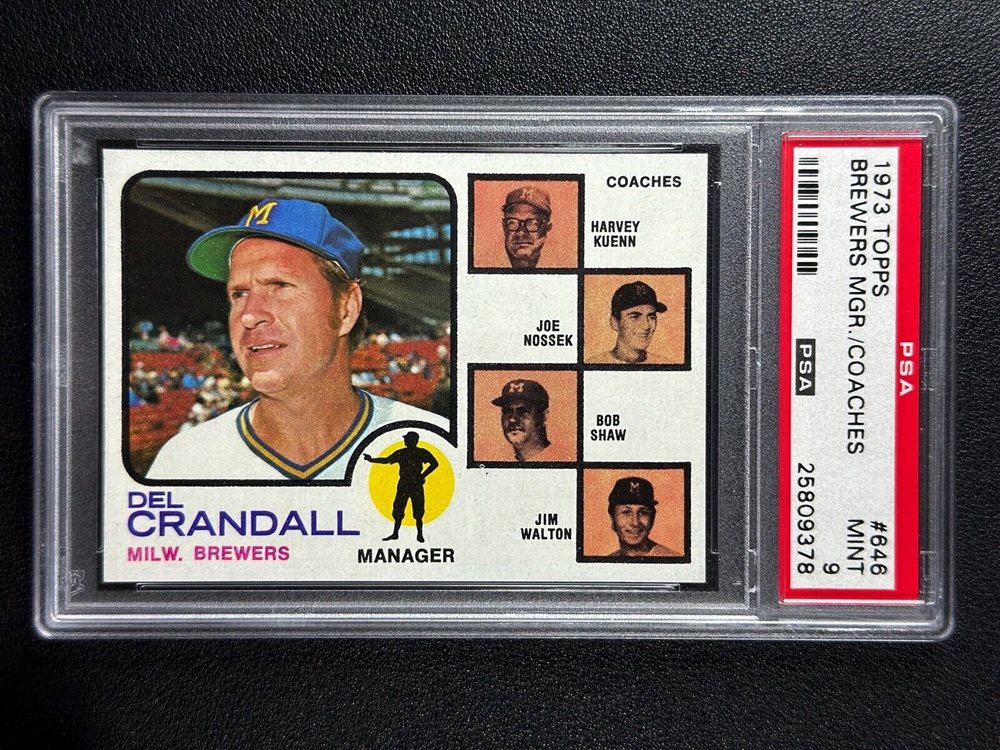 COACHES
HARVEY
KUENN
JOE
NOSSEK
BOB
SHAW
JIM
WALTON
M
DEL
CRANDALL
MILW. BREWERS
MANAGER
1973 TOPPS
BREWERS MGR./COACHES
#646
MINT
9
PSA
25809378
PSA